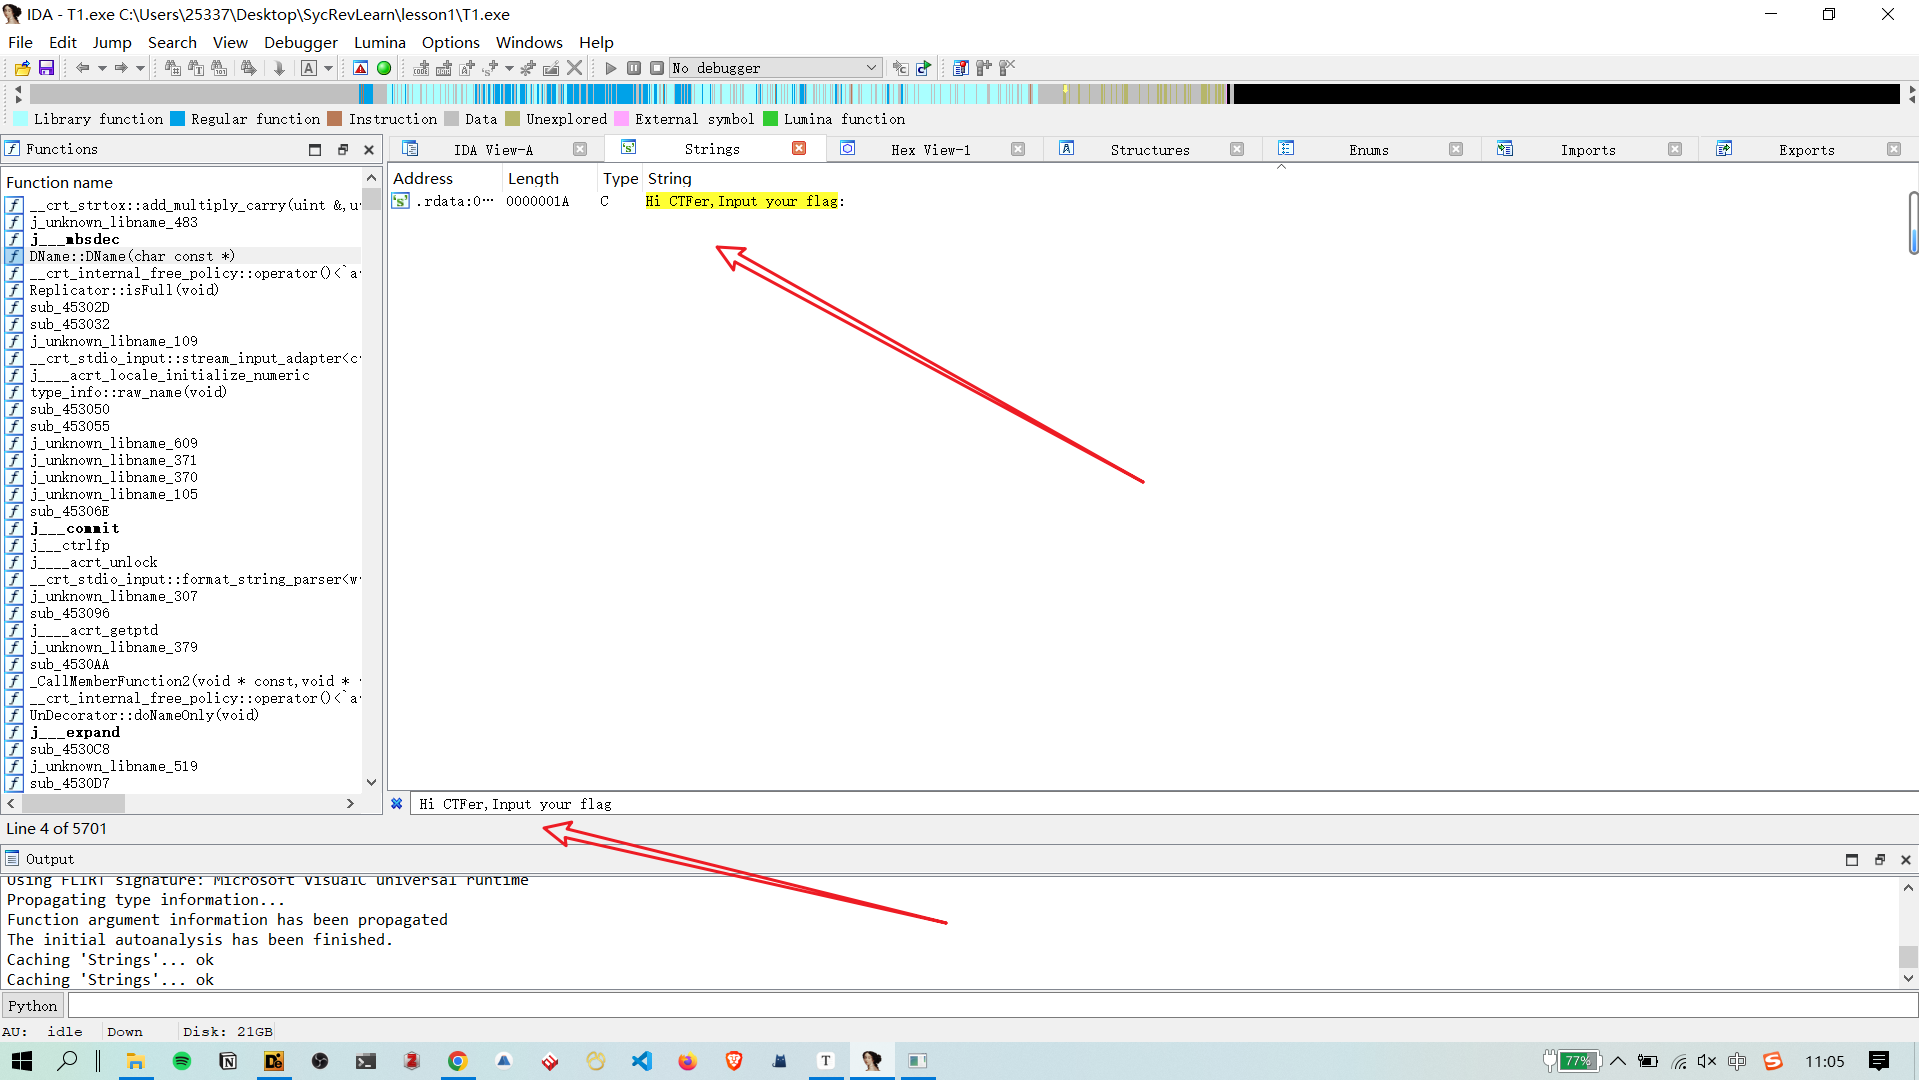 IDA - T1.exe C:\Users\25337\Desktop\SycRevLearn\lesson1\T1.exe
File Edit Jump Search View Debugger Lumina Options Windows Help
No debugger
Library function Regular function Instruction Data Unexplored External symbol Lumina function
Functions
IDA View-A Strings Hex View-1 Structures Enums Imports Exports
Function name
__crt_strtox::add_multiply_carry(uint &,u
j_unknown_libname_483
j___mbsdec
DName::DName(char const *)
__crt_internal_free_policy::operator()<`a
Replicator::isFull(void)
sub_45302D
sub_453032
j_unknown_libname_109
__crt_stdio_input::stream_input_adapter<c
j____acrt_locale_initialize_numeric
type_info::raw_name(void)
sub_453050
sub_453055
j_unknown_libname_609
j_unknown_libname_371
j_unknown_libname_370
j_unknown_libname_105
sub_45306E
j___commit
j___ctrlfp
j____acrt_unlock
__crt_stdio_input::format_string_parser<w
j_unknown_libname_307
sub_453096
j____acrt_getptd
j_unknown_libname_379
sub_4530AA
_CallMemberFunction2(void * const,void *
__crt_internal_free_policy::operator()<`a
UnDecorator::doNameOnly(void)
j___expand
sub_4530C8
j_unknown_libname_519
sub_4530D7
Line 4 of 5701
Address Length Type String
.rdata:0… 0000001A C Hi CTFer,Input your flag:
Hi CTFer,Input your flag
Output
Using FLIRT signature: Microsoft VisualC universal runtime
Propagating type information...
Function argument information has been propagated
The initial autoanalysis has been finished.
Caching 'Strings'... ok
Caching 'Strings'... ok
Python
AU: idle Down Disk: 21GB
77% 中 11:05